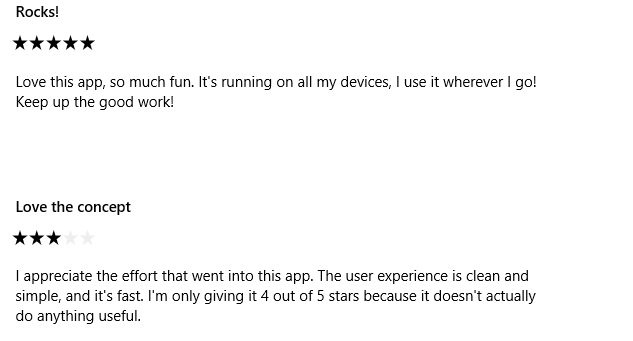 Rocks!
★★★★★
Love this app, so much fun. It's running on all my devices, I use it wherever I go!
Keep up the good work!
Love the concept
★★★★★
I appreciate the effort that went into this app. The user experience is clean and
simple, and it's fast. I'm only giving it 4 out of 5 stars because it doesn't actually
do anything useful.